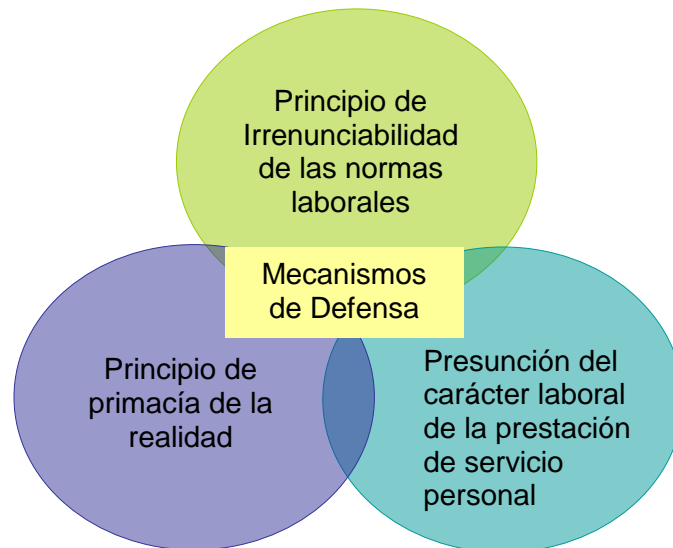 Principio de
Irrenunciabilidad
de las normas
laborales
Mecanismos
de Defensa
Principio de
primacía de la
realidad
Presunción del
carácter laboral
de la prestación
de servicio
personal